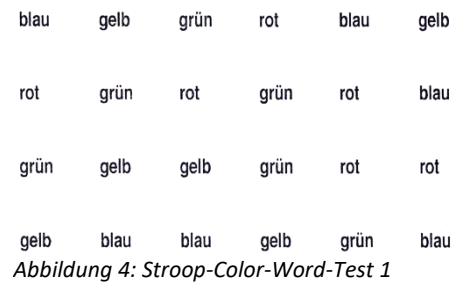 blau gelb grün rot blau gelb
rot grün rot grün rot blau
grün gelb gelb grün rot rot
gelb blau blau gelb grün blau
Abbildung 4: Stroop-Color-Word-Test 1